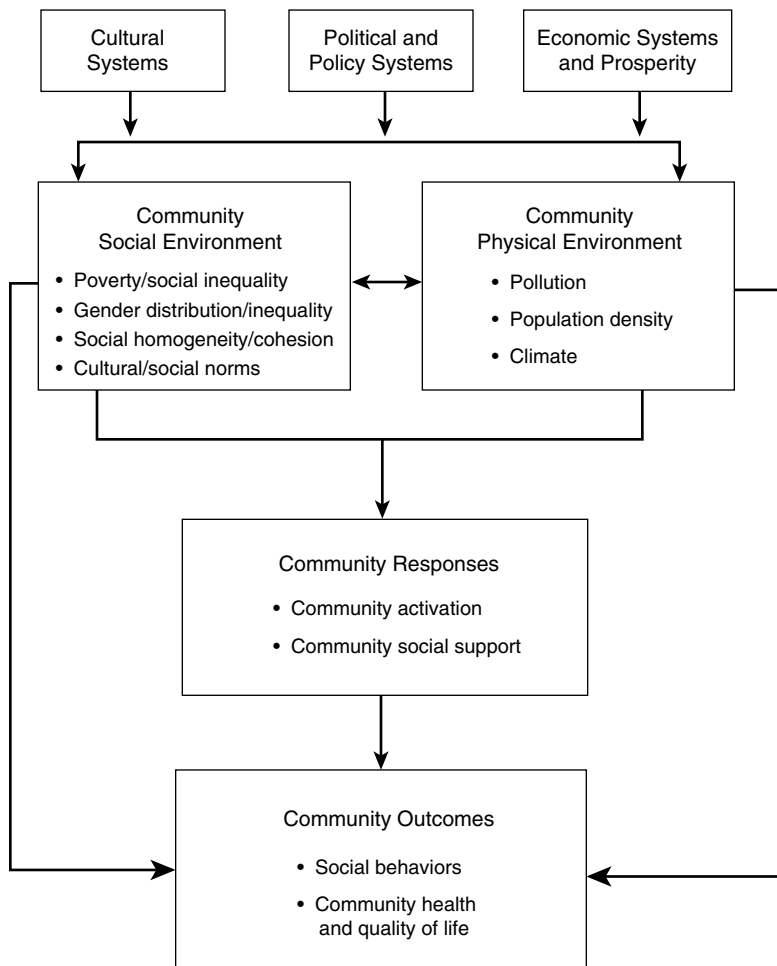 Cultural
Systems
Political and
Policy Systems
Economic Systems
and Prosperity
Community
Social Environment
• Poverty/social inequality
• Gender distribution/inequality
• Social homogeneity/cohesion
• Cultural/social norms
Community
Physical Environment
• Pollution
• Population density
• Climate
Community Responses
• Community activation
• Community social support
Community Outcomes
• Social behaviors
• Community health
and quality of life